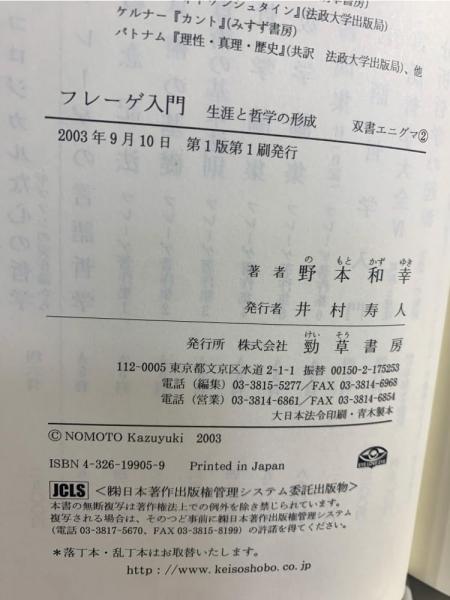 ケルナー『カント』(みすず書房)
パトナム『理性・真理・歴史』(共訳 法政大学出版局)、他
フレーゲ入門 生涯と哲学の形成 双書エニグマ②
2003年9月10日 第1版第1刷発行
の もと かず ゆき
著者 野本和幸
発行者 井村寿人
けい そう
発行所 株式会社 勁草書房
112-0005 東京都文京区水道2-1-1 振替 00150-2-175253
電話(編集) 03-3815-5277/FAX 03-3814-6968
電話(営業) 03-3814-6861/FAX 03-3814-6854
大日本法令印刷・青木製本
©NOMOTO Kazuyuki 2003
ISBN 4-326-19905-9 Printed in Japan
JCLS <㈱日本著作出版権管理システム委託出版物>
本書の無断複写は著作権法上での例外を除き禁じられています。
複写される場合は、そのつど事前に㈱日本著作出版権管理システム
(電話 03-3817-5670、FAX 03-3815-8199)の許諾を得てください。
*落丁本・乱丁本はお取替いたします。
http://www.keisoshobo.co.jp